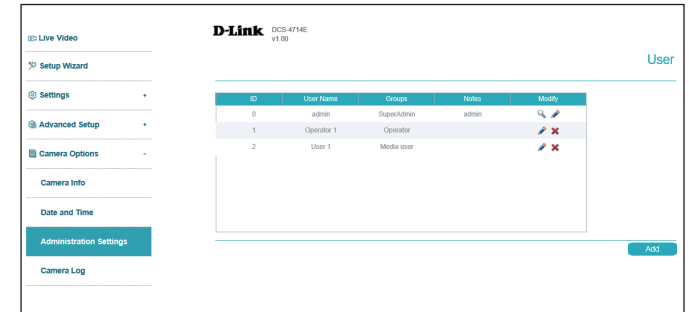 D-Link DCS-4714E
v1.00
Live Video
Setup Wizard
Settings +
Advanced Setup +
Camera Options -
Camera Info
Date and Time
Administration Settings
Camera Log
User
ID User Name Groups Notes Modify
0 admin SuperAdmin admin
1 Operator 1 Operator
2 User 1 Media user
Add